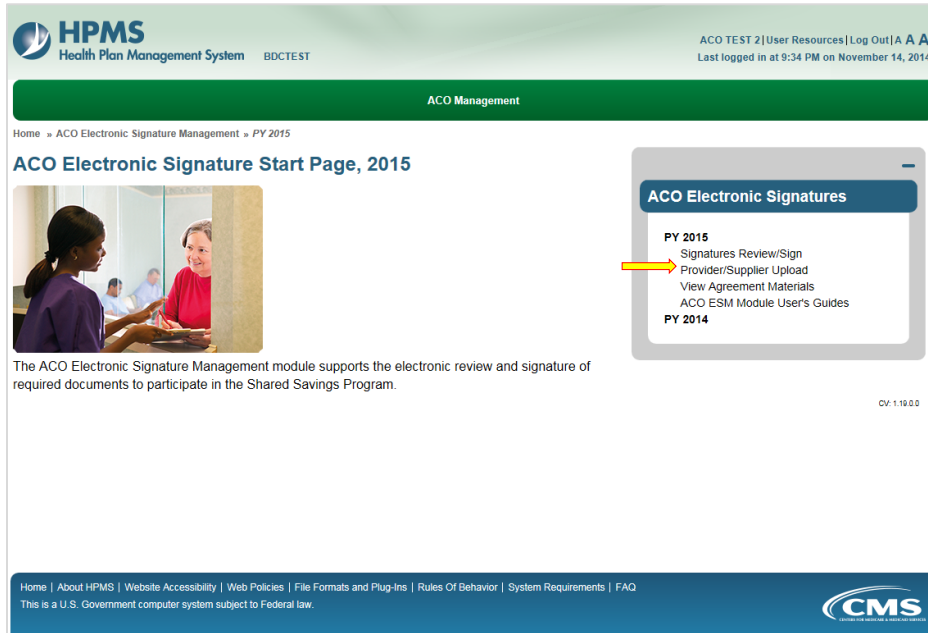 HPMS
Health Plan Management System BDCTEST
ACO TEST 2|User Resources|Log Out|A A A
Last logged in at 9:34 PM on November 14, 2014
ACO Management
Home » ACO Electronic Signature Management » PY 2015
ACO Electronic Signature Start Page, 2015
ACO Electronic Signatures
PY 2015
Signatures Review/Sign
Provider/Supplier Upload
View Agreement Materials
ACO ESM Module User's Guides
PY 2014
The ACO Electronic Signature Management module supports the electronic review and signature of
required documents to participate in the Shared Savings Program.
CV: 1.19.0.0
Home | About HPMS | Website Accessibility | Web Policies | File Formats and Plug-Ins | Rules Of Behavior | System Requirements | FAQ
This is a U.S. Government computer system subject to Federal law.
CMS
CENTERS FOR MEDICARE & MEDICAID SERVICES